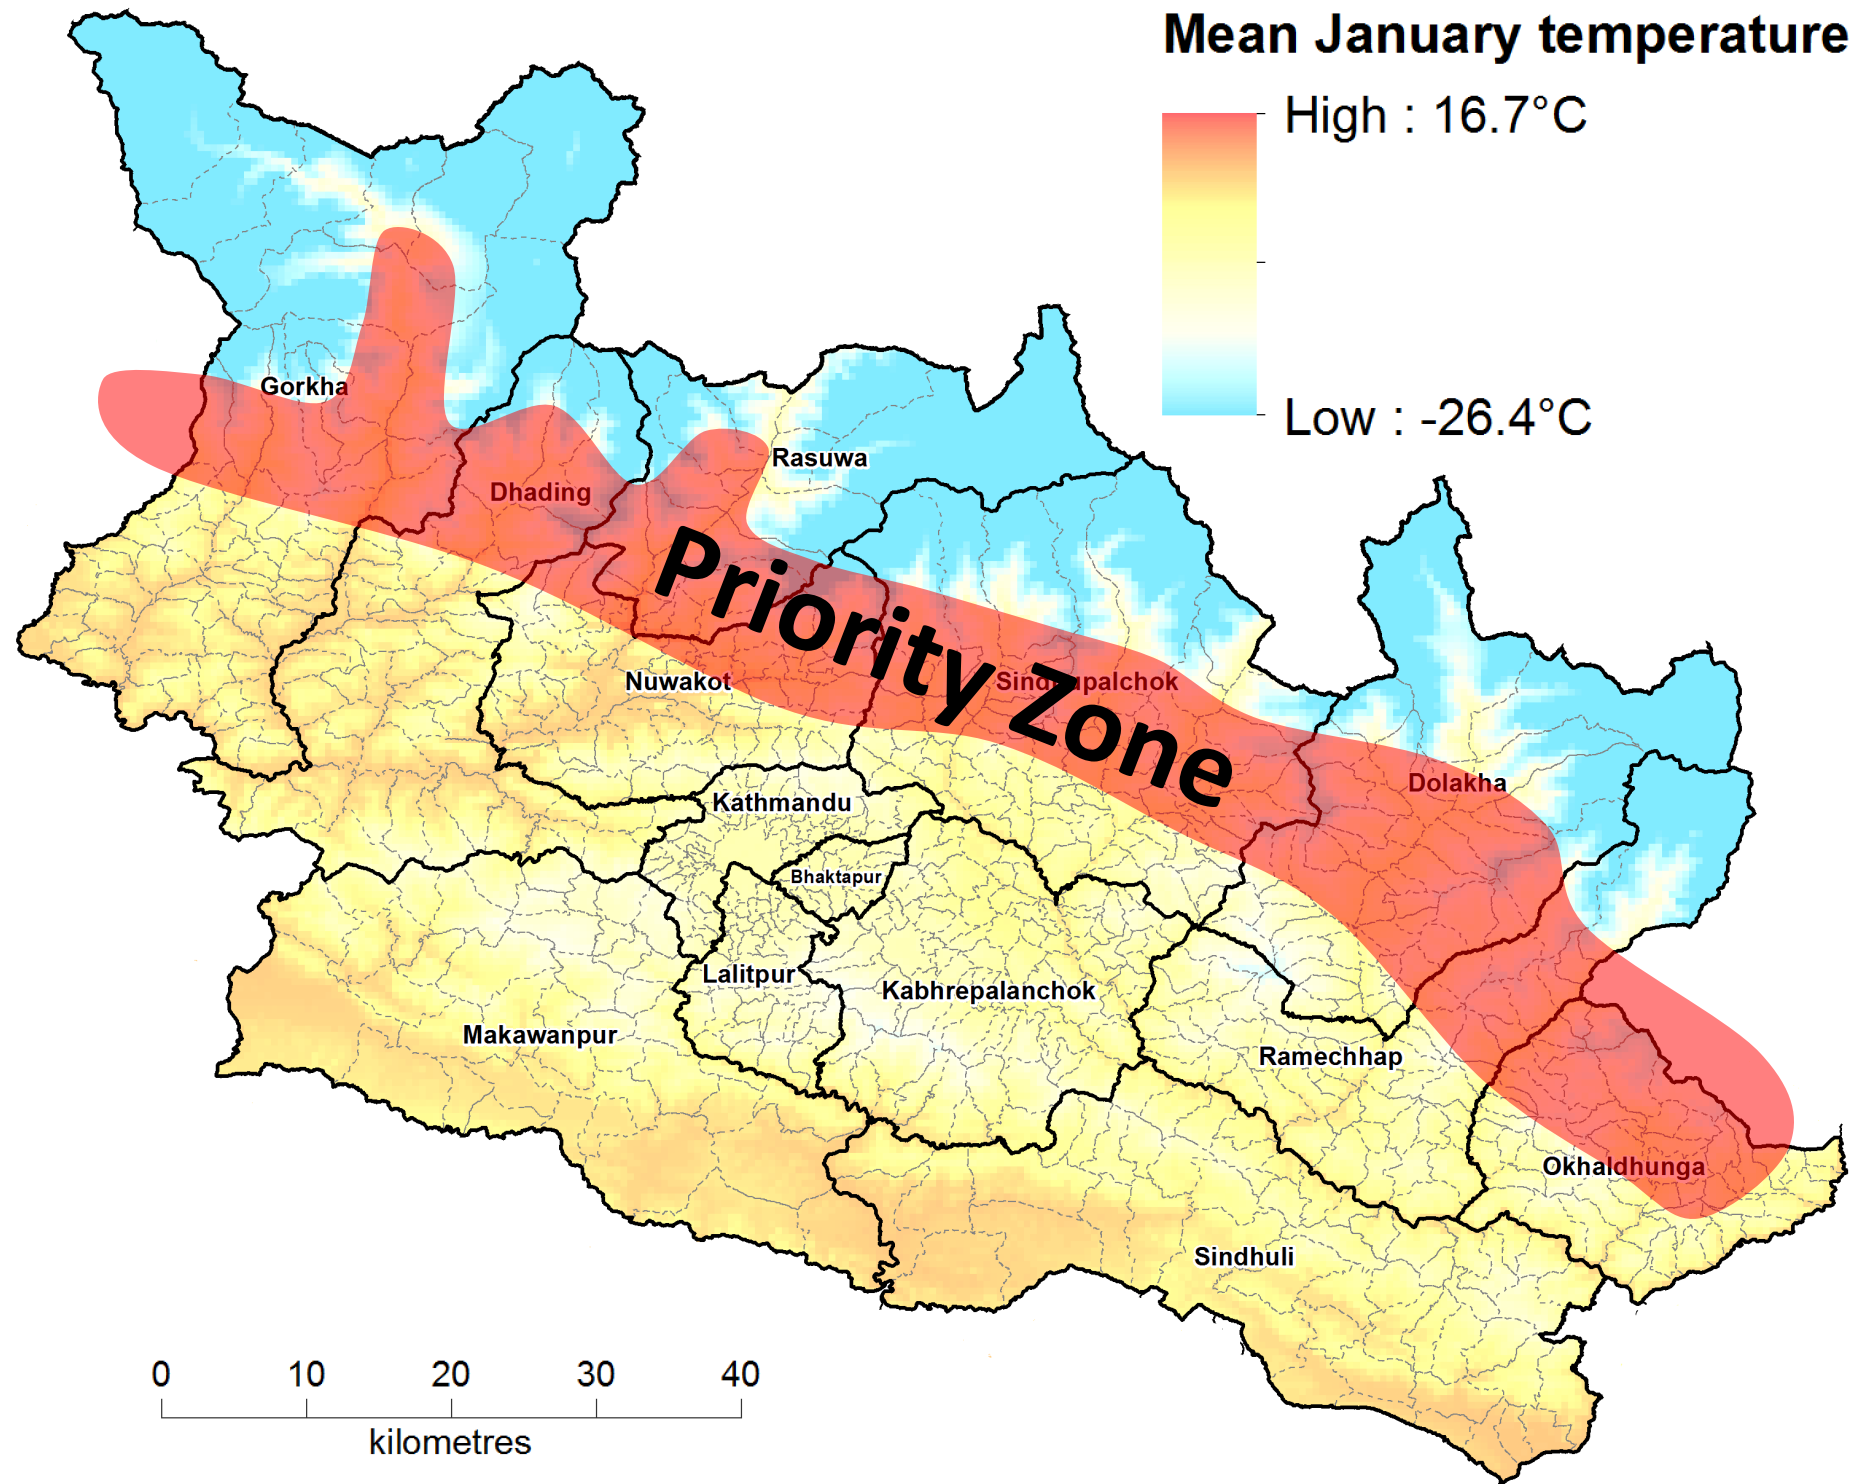 Mean January temperature
High : 16.7°C
Low : -26.4°C
Gorkha
Rasuwa
Dhading
Priority Zone
Nuwakot
Sindhupalchok
Dolakha
Kathmandu
Bhaktapur
Lalitpur
Kabhrepalanchok
Makawanpur
Ramechhap
Okhaldhunga
Sindhuli
0 10 20 30 40
kilometres